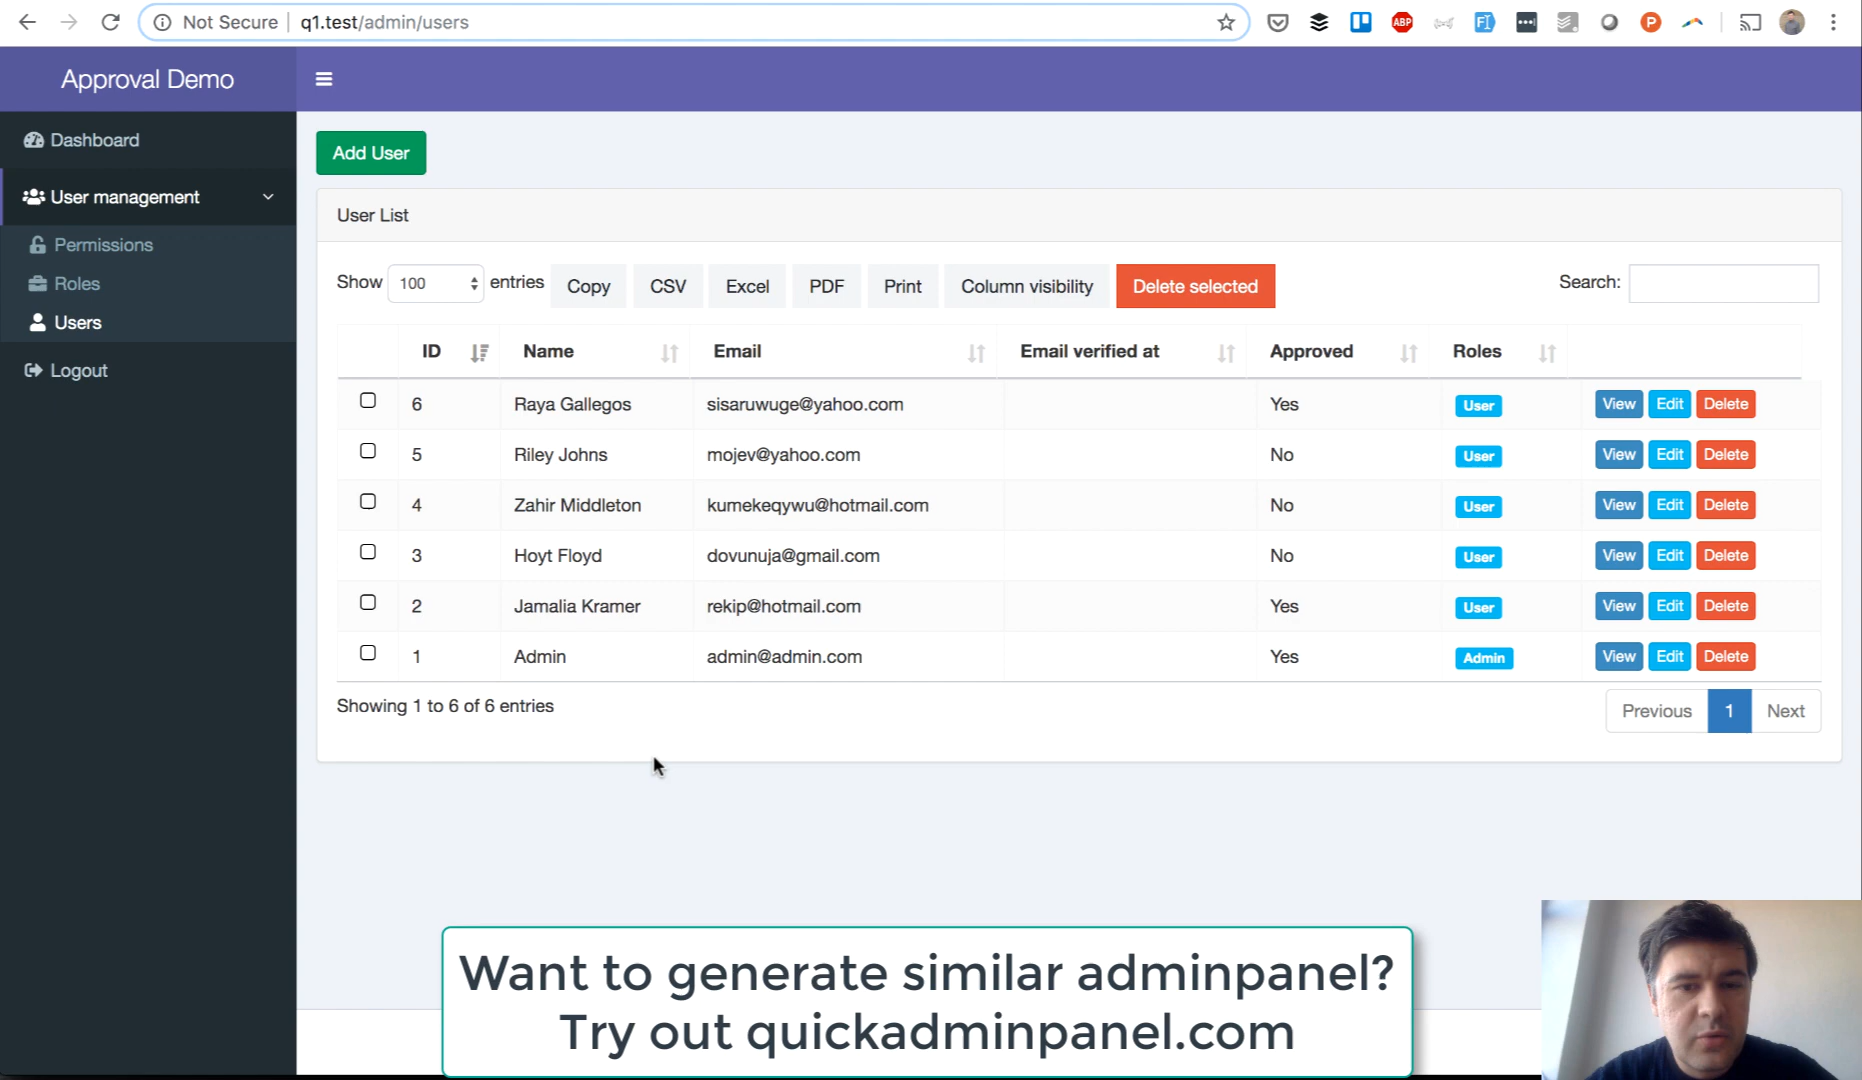 Not Secure q1.test/admin/users
ABP
P
Approval Demo
Dashboard
User management
Permissions
Roles
Users
Logout
Add User
User List
Show 100 entries Copy CSV Excel PDF Print Column visibility Delete selected Search:
ID Name Email Email verified at Approved Roles
6 Raya Gallegos sisaruwuge@yahoo.com Yes User View Edit Delete
5 Riley Johns mojev@yahoo.com No User View Edit Delete
4 Zahir Middleton kumekeqywu@hotmail.com No User View Edit Delete
3 Hoyt Floyd dovunuja@gmail.com No User View Edit Delete
2 Jamalia Kramer rekip@hotmail.com Yes User View Edit Delete
1 Admin admin@admin.com Yes Admin View Edit Delete
Showing 1 to 6 of 6 entries
Previous 1 Next
Want to generate similar adminpanel?
Try out quickadminpanel.com